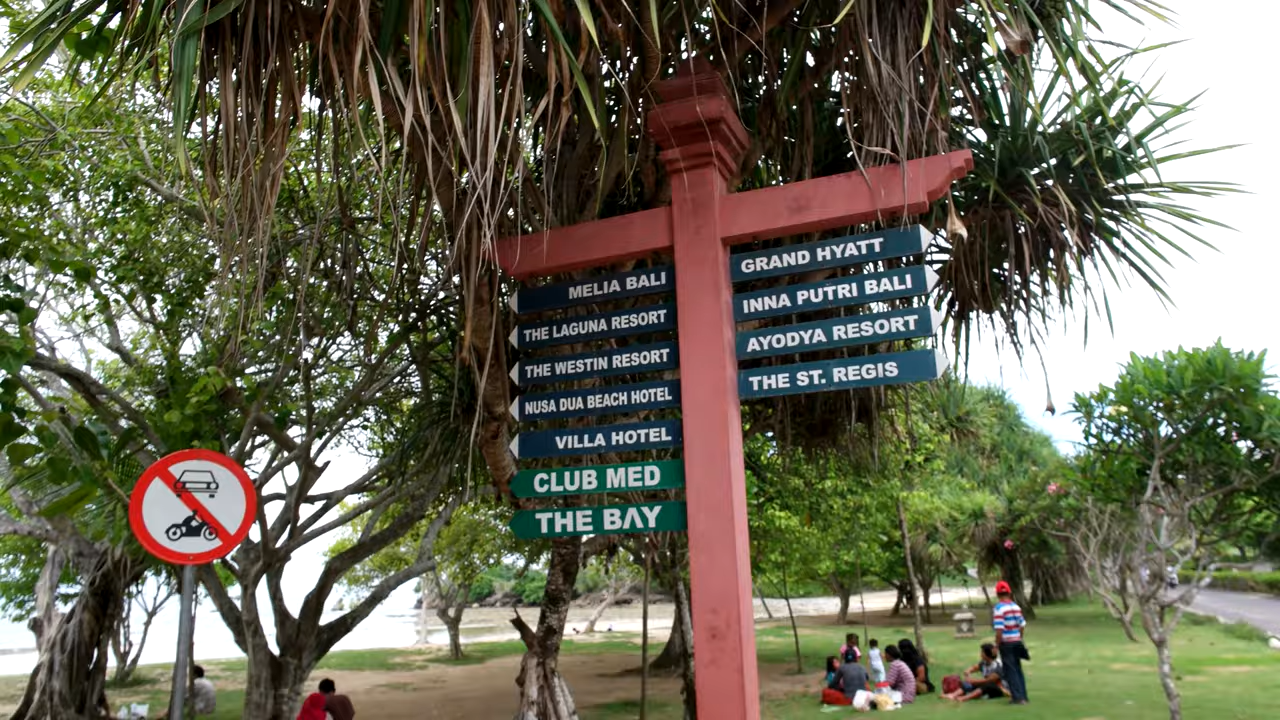 MELIA BALI
THE LAGUNA RESORT
THE WESTIN RESORT
NUSA DUA BEACH HOTEL
VILLA HOTEL
CLUB MED
THE BAY
GRAND HYATT
INNA PUTRI BALI
AYODYA RESORT
THE ST. REGIS